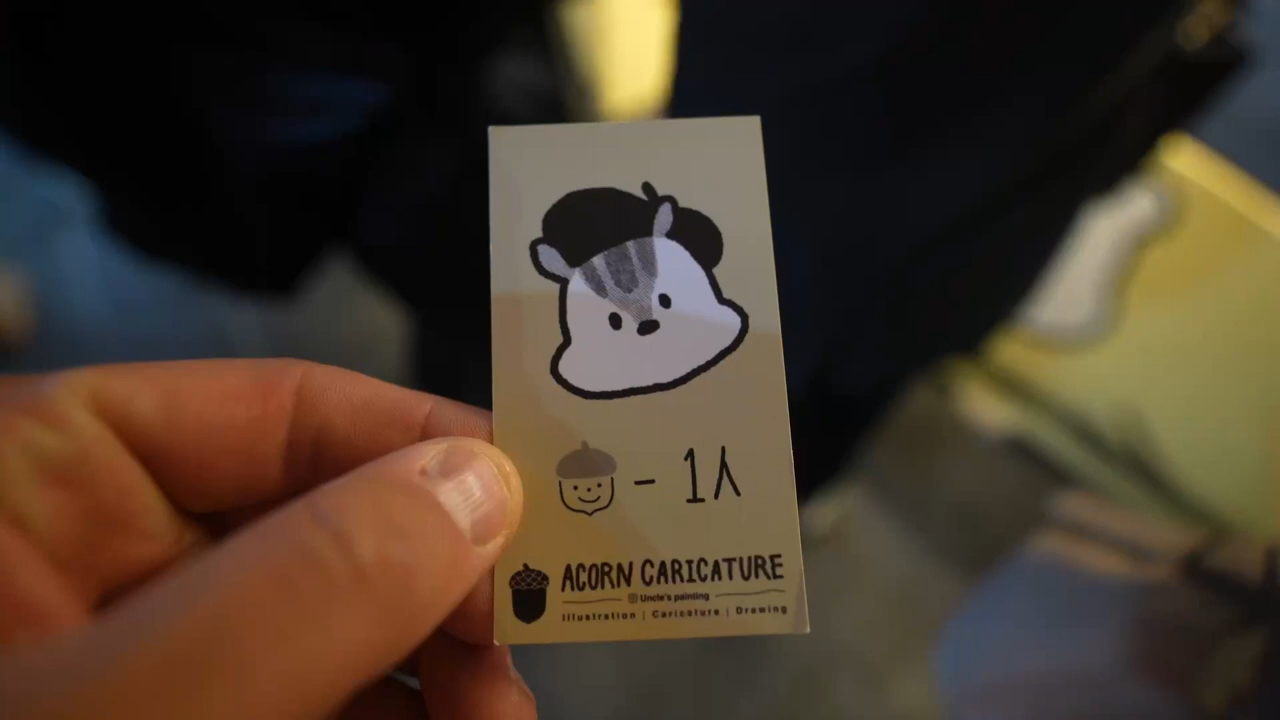 - 1人
ACORN CARICATURE
Uncle's painting
Illustration | Caricature | Drawing